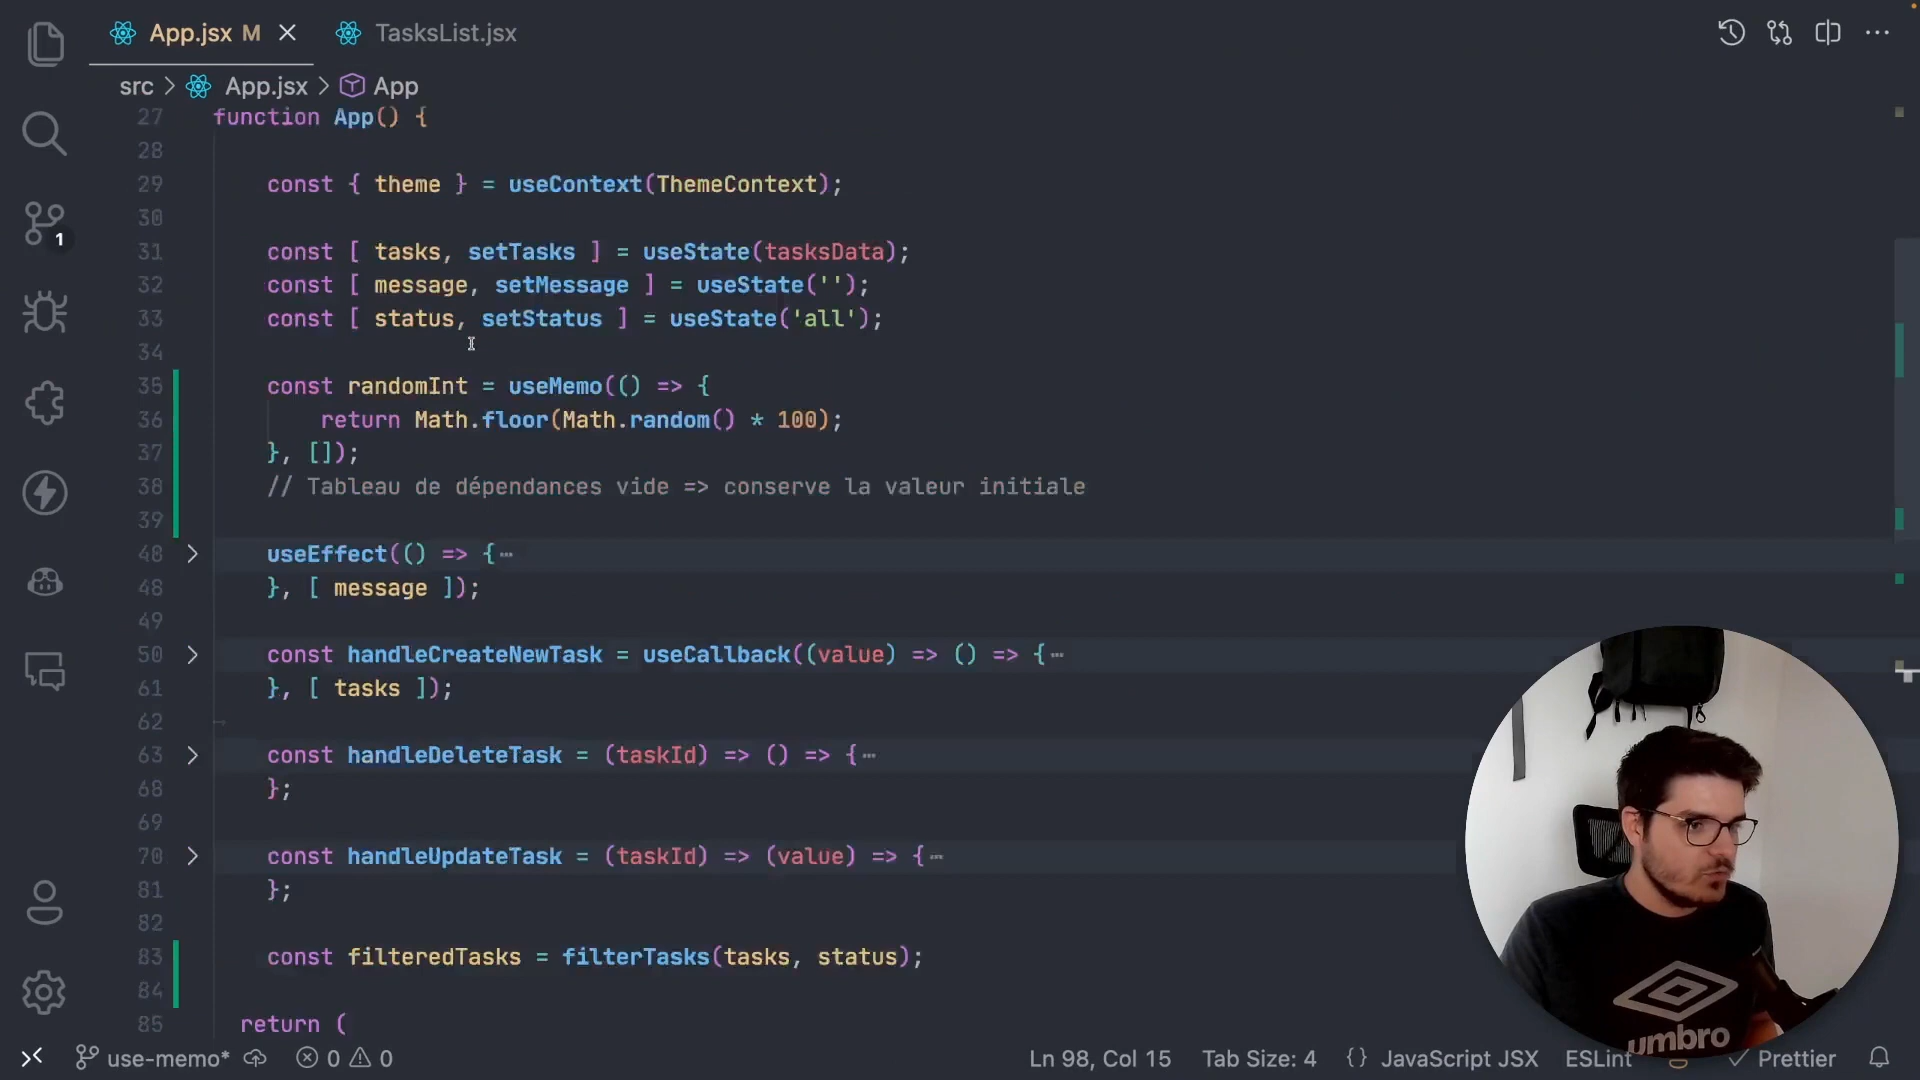 App.jsx M
TasksList.jsx
src > App.jsx > App
27 function App() {
28
29 const { theme } = useContext(ThemeContext);
30
31 const [ tasks, setTasks ] = useState(tasksData);
32 const [ message, setMessage ] = useState('');
33 const [ status, setStatus ] = useState('all');
34
35 const randomInt = useMemo(() => {
36 return Math.floor(Math.random() * 100);
37 }, []);
38 // Tableau de dépendances vide => conserve la valeur initiale
39
48 useEffect(() => {…
48 }, [ message ]);
49
50 const handleCreateNewTask = useCallback((value) => () => {…
61 }, [ tasks ]);
62
63 const handleDeleteTask = (taskId) => () => {…
68 };
69
70 const handleUpdateTask = (taskId) => (value) => {…
81 };
82
83 const filteredTasks = filterTasks(tasks, status);
84
85 return (
1
umbro
use-memo* 0 0 Ln 98, Col 15 Tab Size: 4 {} JavaScript JSX ESLint Prettier